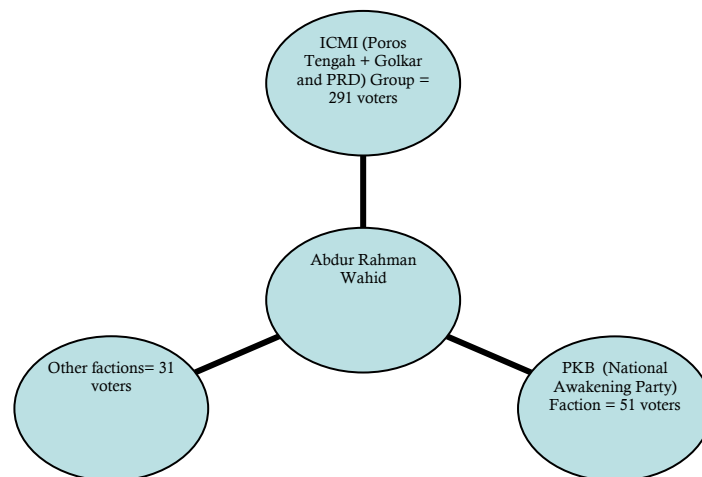 ICMI (Poros
Tengah + Golkar
and PRD) Group =
291 voters
Abdur Rahman
Wahid
Other factions= 31
voters
PKB (National
Awakening Party)
Faction = 51 voters